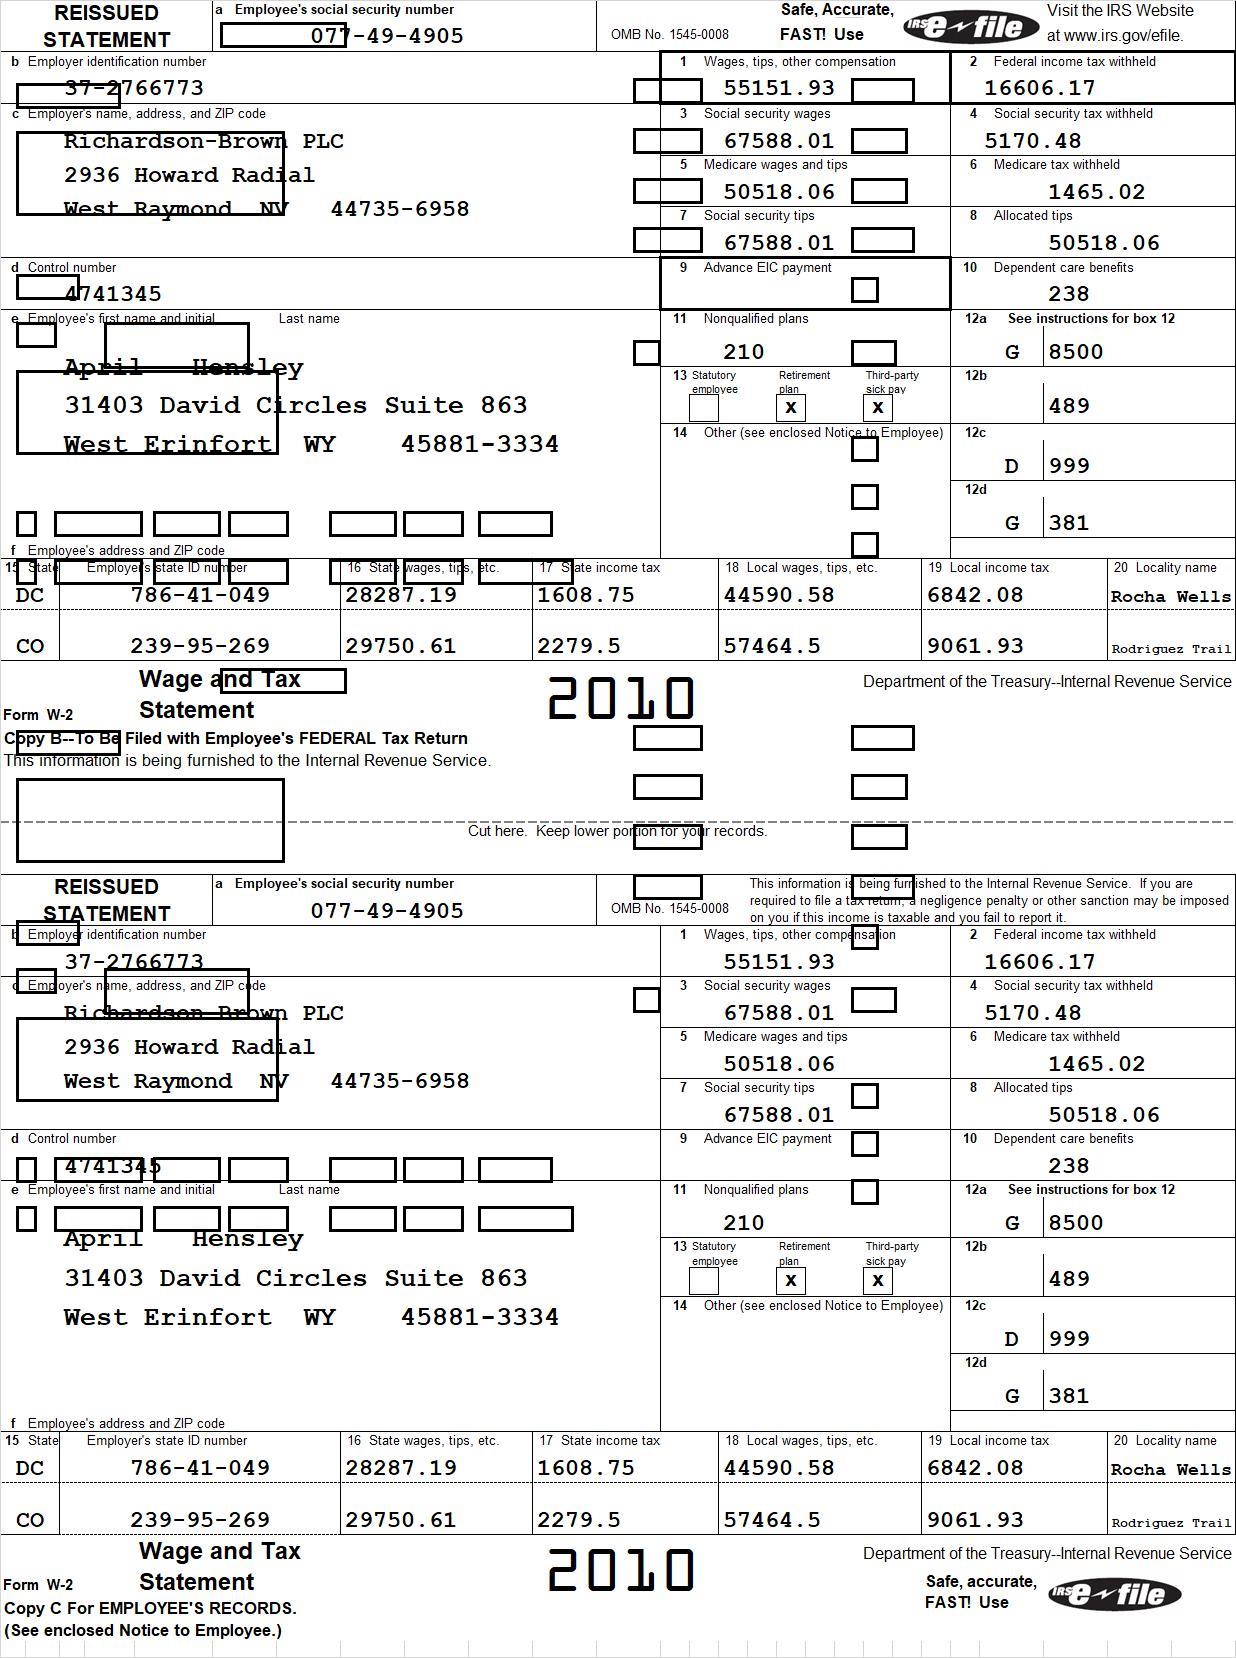 REISSUED STATEMENT
a Employee's social security number
077-49-4905
OMB No. 1545-0008
Safe, Accurate, FAST! Use
IRS e-file
Visit the IRS Website at www.irs.gov/efile.
b Employer identification number
37-2766773
1 Wages, tips, other compensation
55151.93
2 Federal income tax withheld
16606.17
c Employer's name, address, and ZIP code
Richardson-Brown PLC
2936 Howard Radial
West Raymond NV 44735-6958
3 Social security wages
67588.01
4 Social security tax withheld
5170.48
5 Medicare wages and tips
50518.06
6 Medicare tax withheld
1465.02
7 Social security tips
67588.01
8 Allocated tips
50518.06
d Control number
4741345
9 Advance EIC payment
10 Dependent care benefits
238
e Employee's first name and initial Last name
April Hensley
31403 David Circles Suite 863
West Erinfort WY 45881-3334
11 Nonqualified plans
210
12a See instructions for box 12
G 8500
13 Statutory employee Retirement plan Third-party sick pay
X X
12b
489
14 Other (see enclosed Notice to Employee)
12c
D 999
12d
G 381
f Employee's address and ZIP code
15 State Employer's state ID number 16 State wages, tips, etc. 17 State income tax 18 Local wages, tips, etc. 19 Local income tax 20 Locality name
DC 786-41-049 28287.19 1608.75 44590.58 6842.08 Rocha Wells
CO 239-95-269 29750.61 2279.5 57464.5 9061.93 Rodriguez Trail
Form W-2 Wage and Tax Statement
2010
Department of the Treasury--Internal Revenue Service
Copy B--To Be Filed with Employee's FEDERAL Tax Return
This information is being furnished to the Internal Revenue Service.
Cut here. Keep lower portion for your records.
REISSUED STATEMENT
a Employee's social security number
077-49-4905
OMB No. 1545-0008
This information is being furnished to the Internal Revenue Service. If you are
required to file a tax return, a negligence penalty or other sanction may be imposed
on you if this income is taxable and you fail to report it.
b Employer identification number
37-2766773
1 Wages, tips, other compensation
55151.93
2 Federal income tax withheld
16606.17
c Employer's name, address, and ZIP code
Richardson-Brown PLC
2936 Howard Radial
West Raymond NV 44735-6958
3 Social security wages
67588.01
4 Social security tax withheld
5170.48
5 Medicare wages and tips
50518.06
6 Medicare tax withheld
1465.02
7 Social security tips
67588.01
8 Allocated tips
50518.06
d Control number
4741345
9 Advance EIC payment
10 Dependent care benefits
238
e Employee's first name and initial Last name
April Hensley
31403 David Circles Suite 863
West Erinfort WY 45881-3334
11 Nonqualified plans
210
12a See instructions for box 12
G 8500
13 Statutory employee Retirement plan Third-party sick pay
X X
12b
489
14 Other (see enclosed Notice to Employee)
12c
D 999
12d
G 381
f Employee's address and ZIP code
15 State Employer's state ID number 16 State wages, tips, etc. 17 State income tax 18 Local wages, tips, etc. 19 Local income tax 20 Locality name
DC 786-41-049 28287.19 1608.75 44590.58 6842.08 Rocha Wells
CO 239-95-269 29750.61 2279.5 57464.5 9061.93 Rodriguez Trail
Form W-2 Wage and Tax Statement
2010
Department of the Treasury--Internal Revenue Service
Copy C For EMPLOYEE'S RECORDS.
(See enclosed Notice to Employee.)
Safe, accurate, FAST! Use
IRS e-file